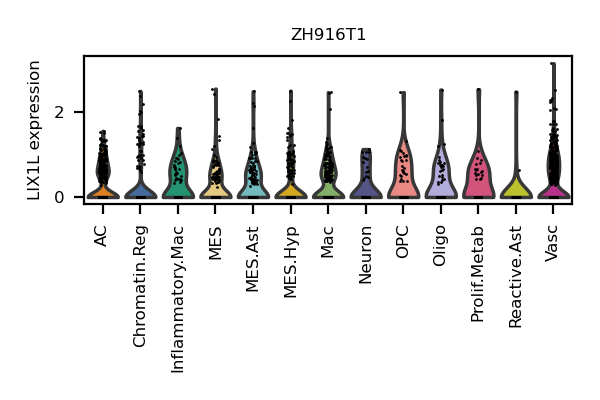 ZH916T1
LIX1L expression
2
0
AC
Chromatin.Reg
Inflammatory.Mac
MES
MES.Ast
MES.Hyp
Mac
Neuron
OPC
Oligo
Prolif.Metab
Reactive.Ast
Vasc